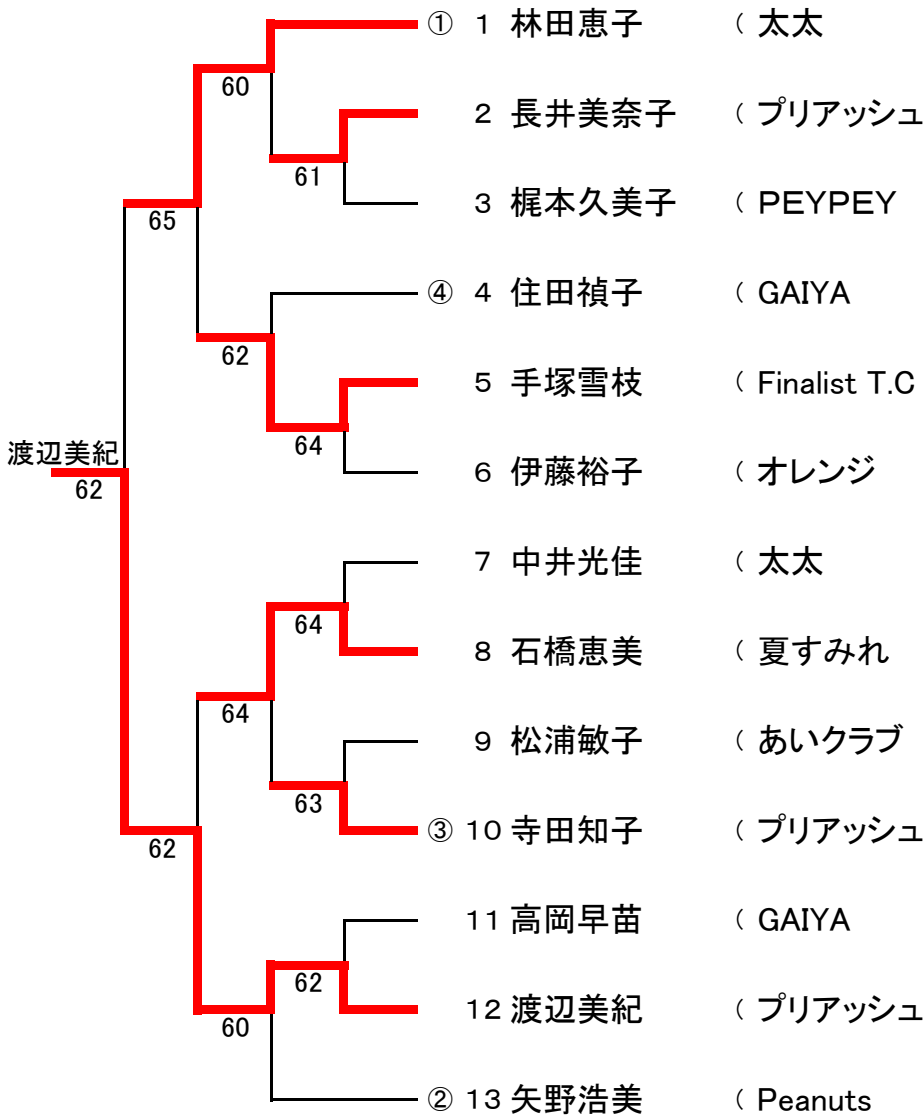 ① 1 林田恵子 ( 太太
60
2 長井美奈子 ( プリアッシュ
61
3 梶本久美子 ( PEYPEY
65
④ 4 住田禎子 ( GAIYA
62
5 手塚雪枝 ( Finalist T.C
64
渡辺美紀
6 伊藤裕子 ( オレンジ
62
7 中井光佳 ( 太太
64
8 石橋恵美 ( 夏すみれ
64
9 松浦敏子 ( あいクラブ
63
③ 10 寺田知子 ( プリアッシュ
62
11 高岡早苗 ( GAIYA
62
12 渡辺美紀 ( プリアッシュ
60
② 13 矢野浩美 ( Peanuts